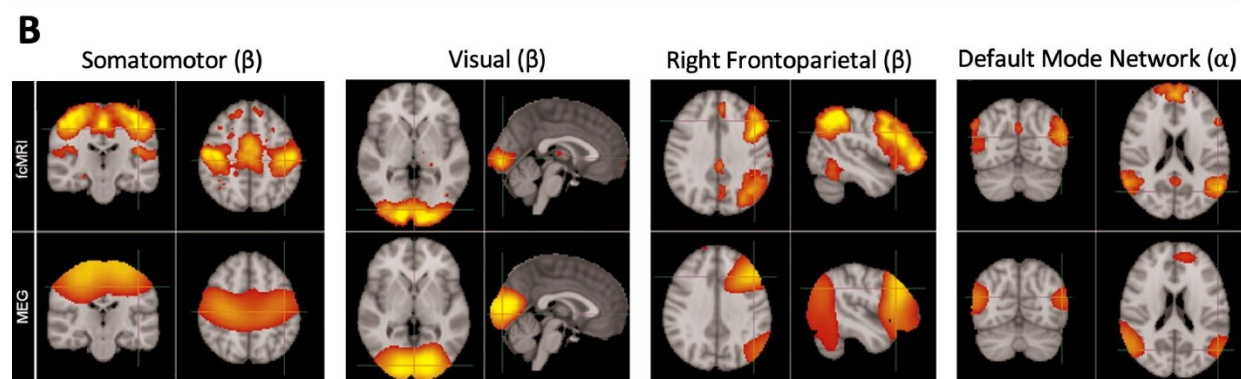 B
Somatomotor (β)
Visual (β)
Right Frontoparietal (β)
Default Mode Network (α)
fcMRI
MEG